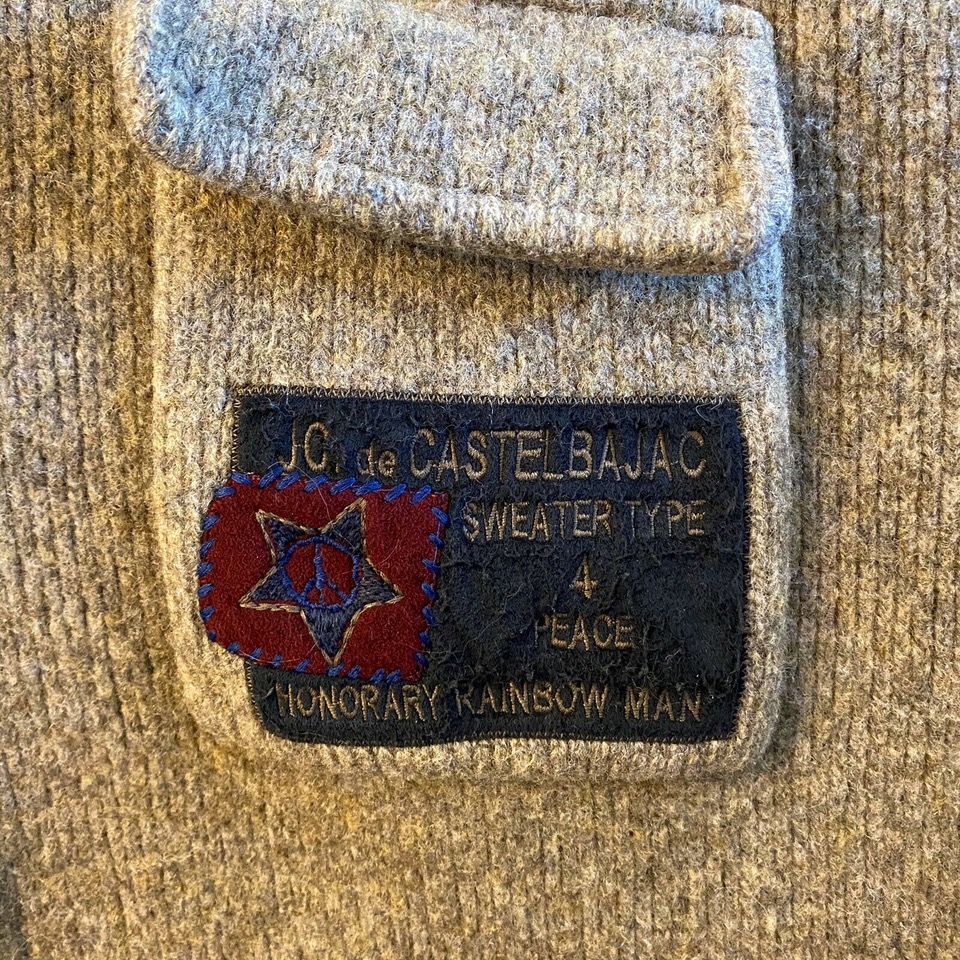 JC. de CASTELBAJAC
SWEATER TYPE
4
PEACE
HONORARY RAINBOW MAN